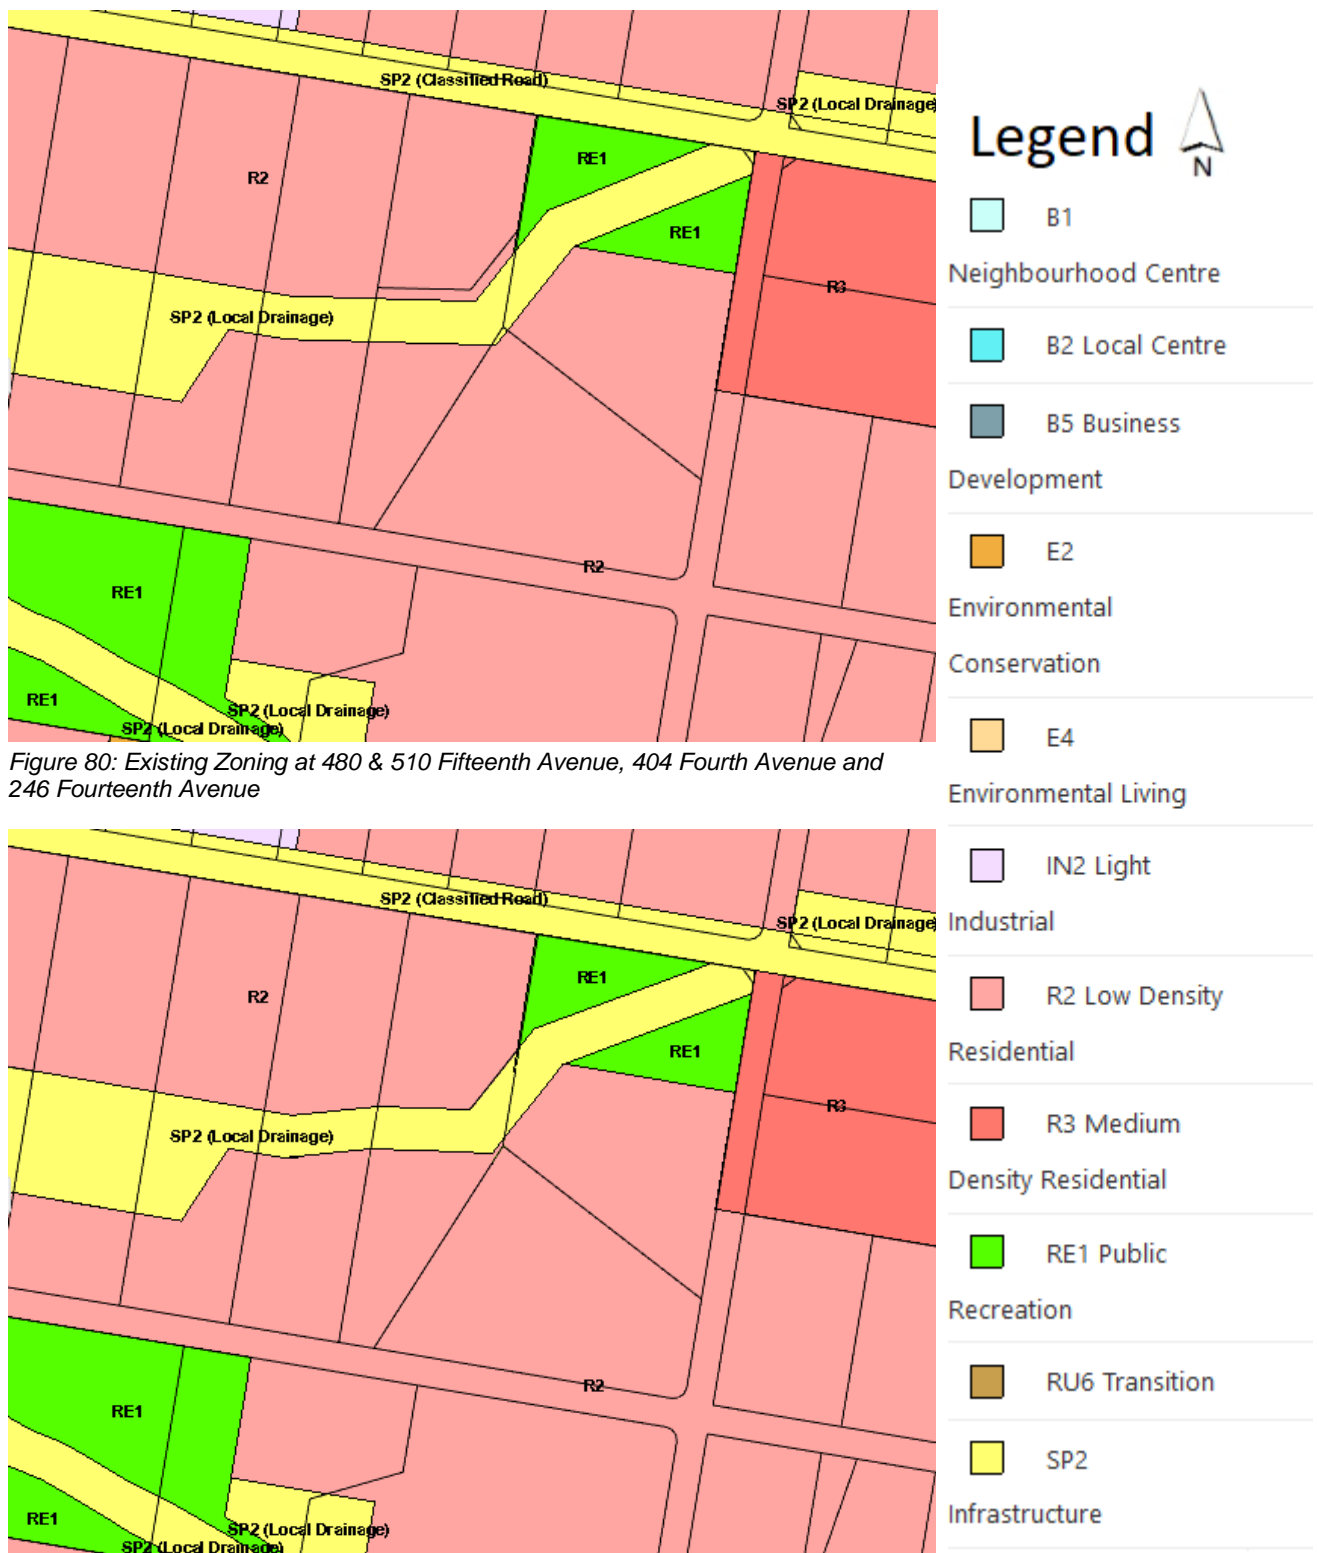 SP2 (Classified Road)
SP2 (Local Drainage)
RE1
R2
RE1
R3
SP2 (Local Drainage)
R2
RE1
RE1
SP2 (Local Drainage)
SP2 (Local Drainage)
Figure 80: Existing Zoning at 480 & 510 Fifteenth Avenue, 404 Fourth Avenue and
246 Fourteenth Avenue
SP2 (Classified Road)
SP2 (Local Drainage)
RE1
R2
RE1
R3
SP2 (Local Drainage)
R2
RE1
RE1
SP2 (Local Drainage)
SP2 (Local Drainage)
Legend
N
B1
Neighbourhood Centre
B2 Local Centre
B5 Business
Development
E2
Environmental
Conservation
E4
Environmental Living
IN2 Light
Industrial
R2 Low Density
Residential
R3 Medium
Density Residential
RE1 Public
Recreation
RU6 Transition
SP2
Infrastructure